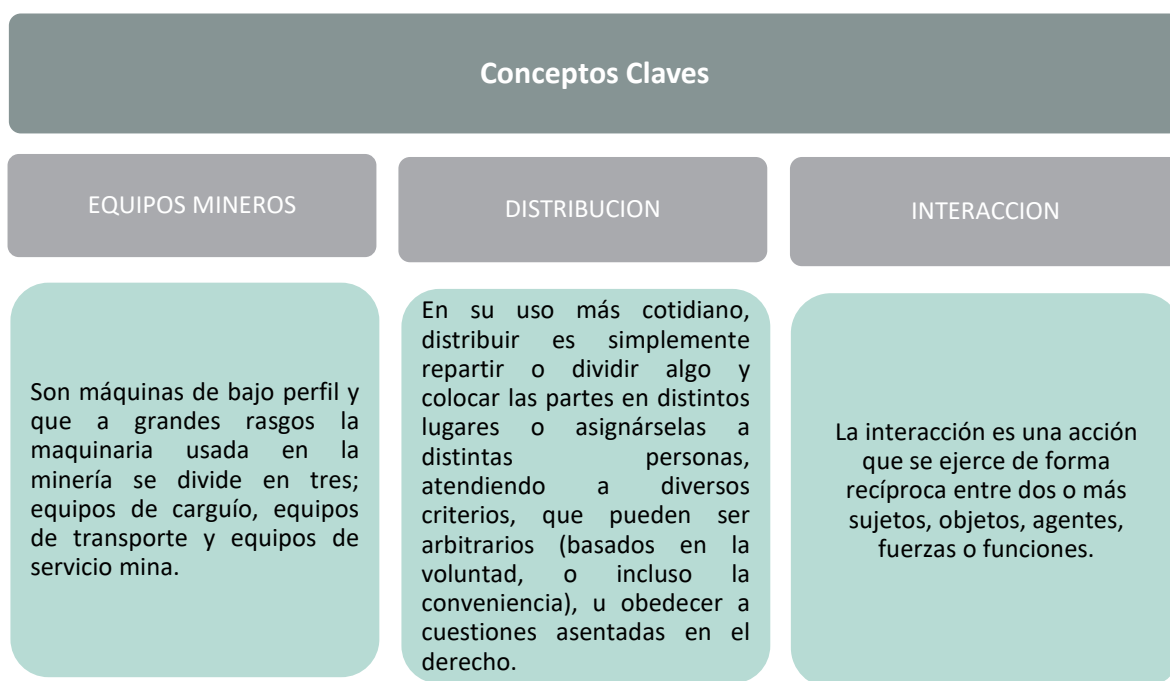 Conceptos Claves
EQUIPOS MINEROS
Son máquinas de bajo perfil y
que a grandes rasgos la
maquinaria usada en la
minería se divide en tres;
equipos de carguío, equipos
de transporte y equipos de
servicio mina.
DISTRIBUCION
En su uso más cotidiano,
distribuir es simplemente
repartir o dividir algo y
colocar las partes en distintos
lugares o asignárselas a
distintas personas,
atendiendo a diversos
criterios, que pueden ser
arbitrarios (basados en la
voluntad, o incluso la
conveniencia), u obedecer a
cuestiones asentadas en el
derecho.
INTERACCION
La interacción es una acción
que se ejerce de forma
recíproca entre dos o más
sujetos, objetos, agentes,
fuerzas o funciones.